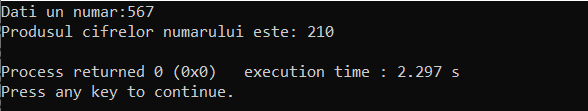 Dati un numar:567
Produsul cifrelor numarului este: 210
Process returned 0 (0x0)   execution time : 2.297 s
Press any key to continue.